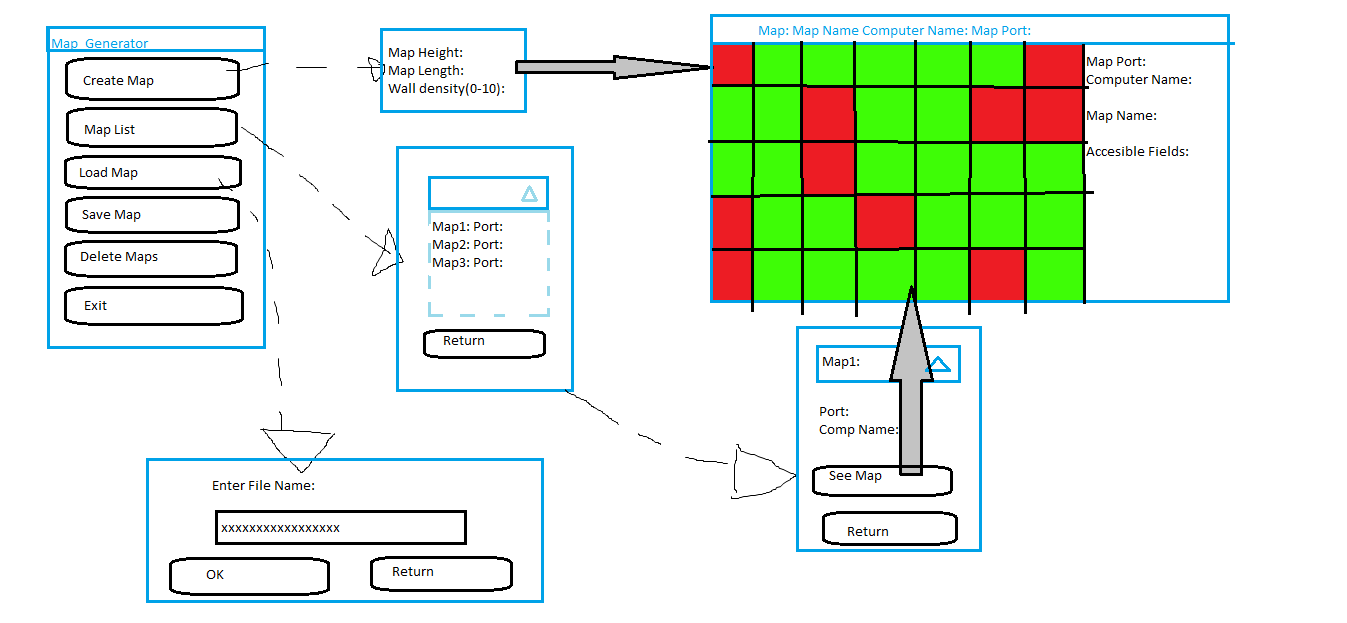 Map Generator
Create Map
Map List
Load Map
Save Map
Delete Maps
Exit
Map Height:
Map Length:
Wall density(0-10):
Map1: Port:
Map2: Port:
Map3: Port:
Return
Map: Map Name Computer Name: Map Port:
Map Port:
Computer Name:
Map Name:
Accesible Fields:
Map1:
Port:
Comp Name:
See Map
Return
Enter File Name:
xxxxxxxxxxxxxxxxx
OK
Return